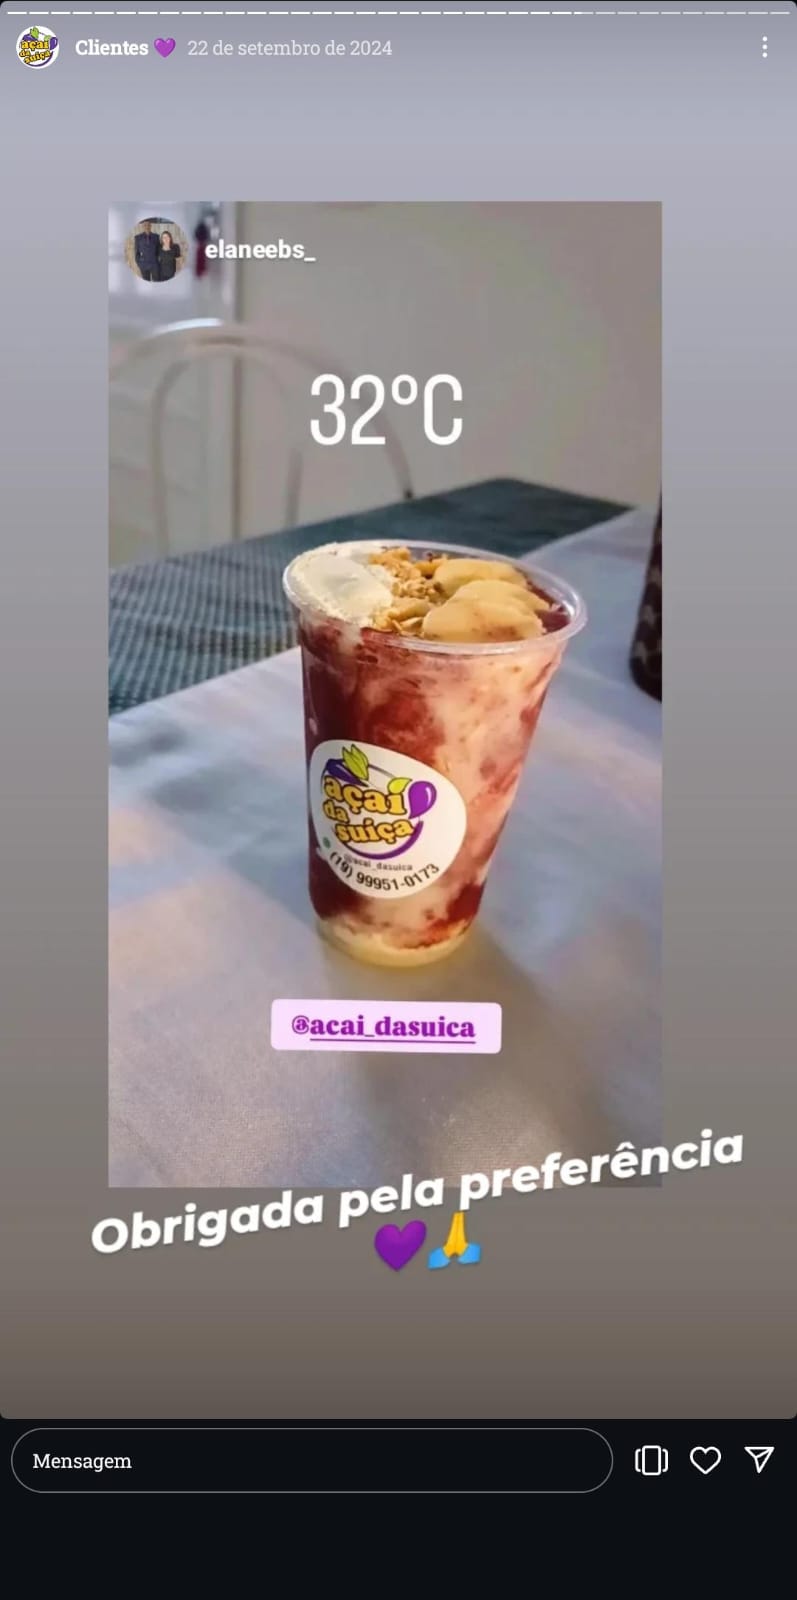 Clientes 💜 22 de setembro de 2024
elaneebs_
32°C
açaí
da
suíça
@acai_dasuica
(19) 99951-0173
@acai_dasuica
Obrigada pela preferência
💜🙏
Mensagem